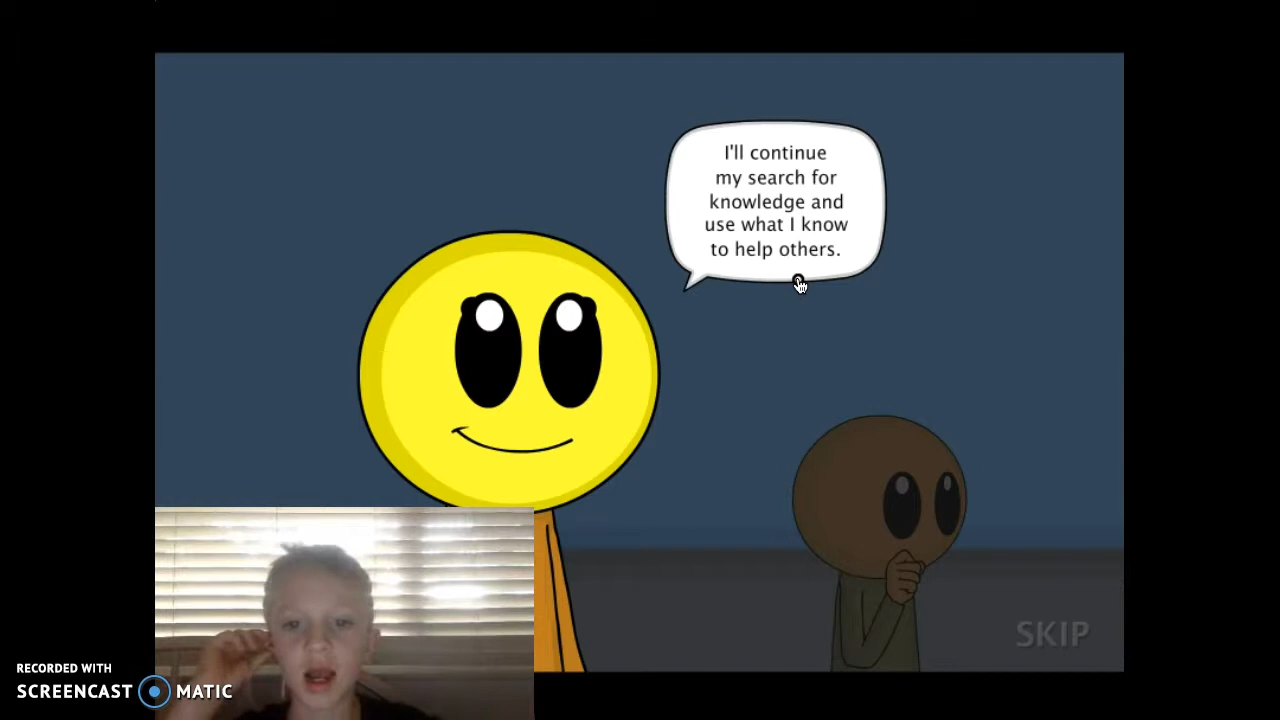 I'll continue
my search for
knowledge and
use what I know
to help others.
SKIP
RECORDED WITH
SCREENCAST MATIC